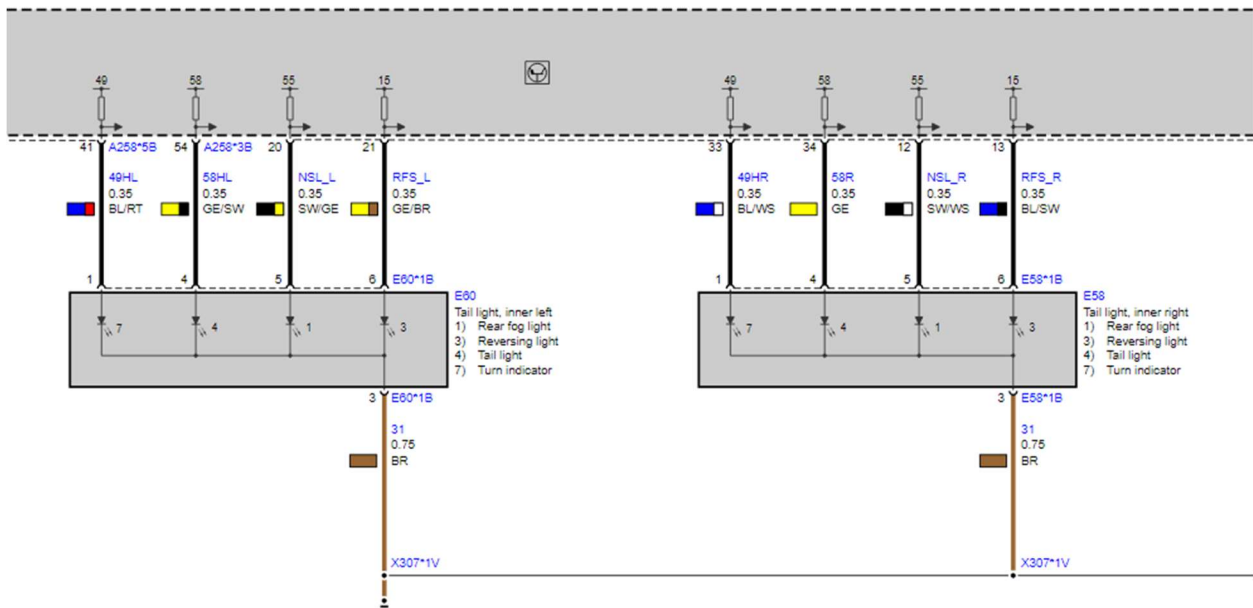 49 58 55 15 49 58 55 15
41 A258*5B 54 A258*3B 20 21 33 34 12 13
49HL 58HL NSL_L RFS_L 49HR 58R NSL_R RFS_R
0.35 0.35 0.35 0.35 0.35 0.35 0.35 0.35
BL/RT GE/SW SW/GE GE/BR BL/WS GE SW/WS BL/SW
1 4 5 6 E60*1B 1 4 5 6 E58*1B
E60
Tail light, inner left
1) Rear fog light
3) Reversing light
4) Tail light
7) Turn indicator
E58
Tail light, inner right
1) Rear fog light
3) Reversing light
4) Tail light
7) Turn indicator
7 4 1 3 7 4 1 3
3 E60*1B 3 E58*1B
31 31
0.75 0.75
BR BR
X307*1V X307*1V